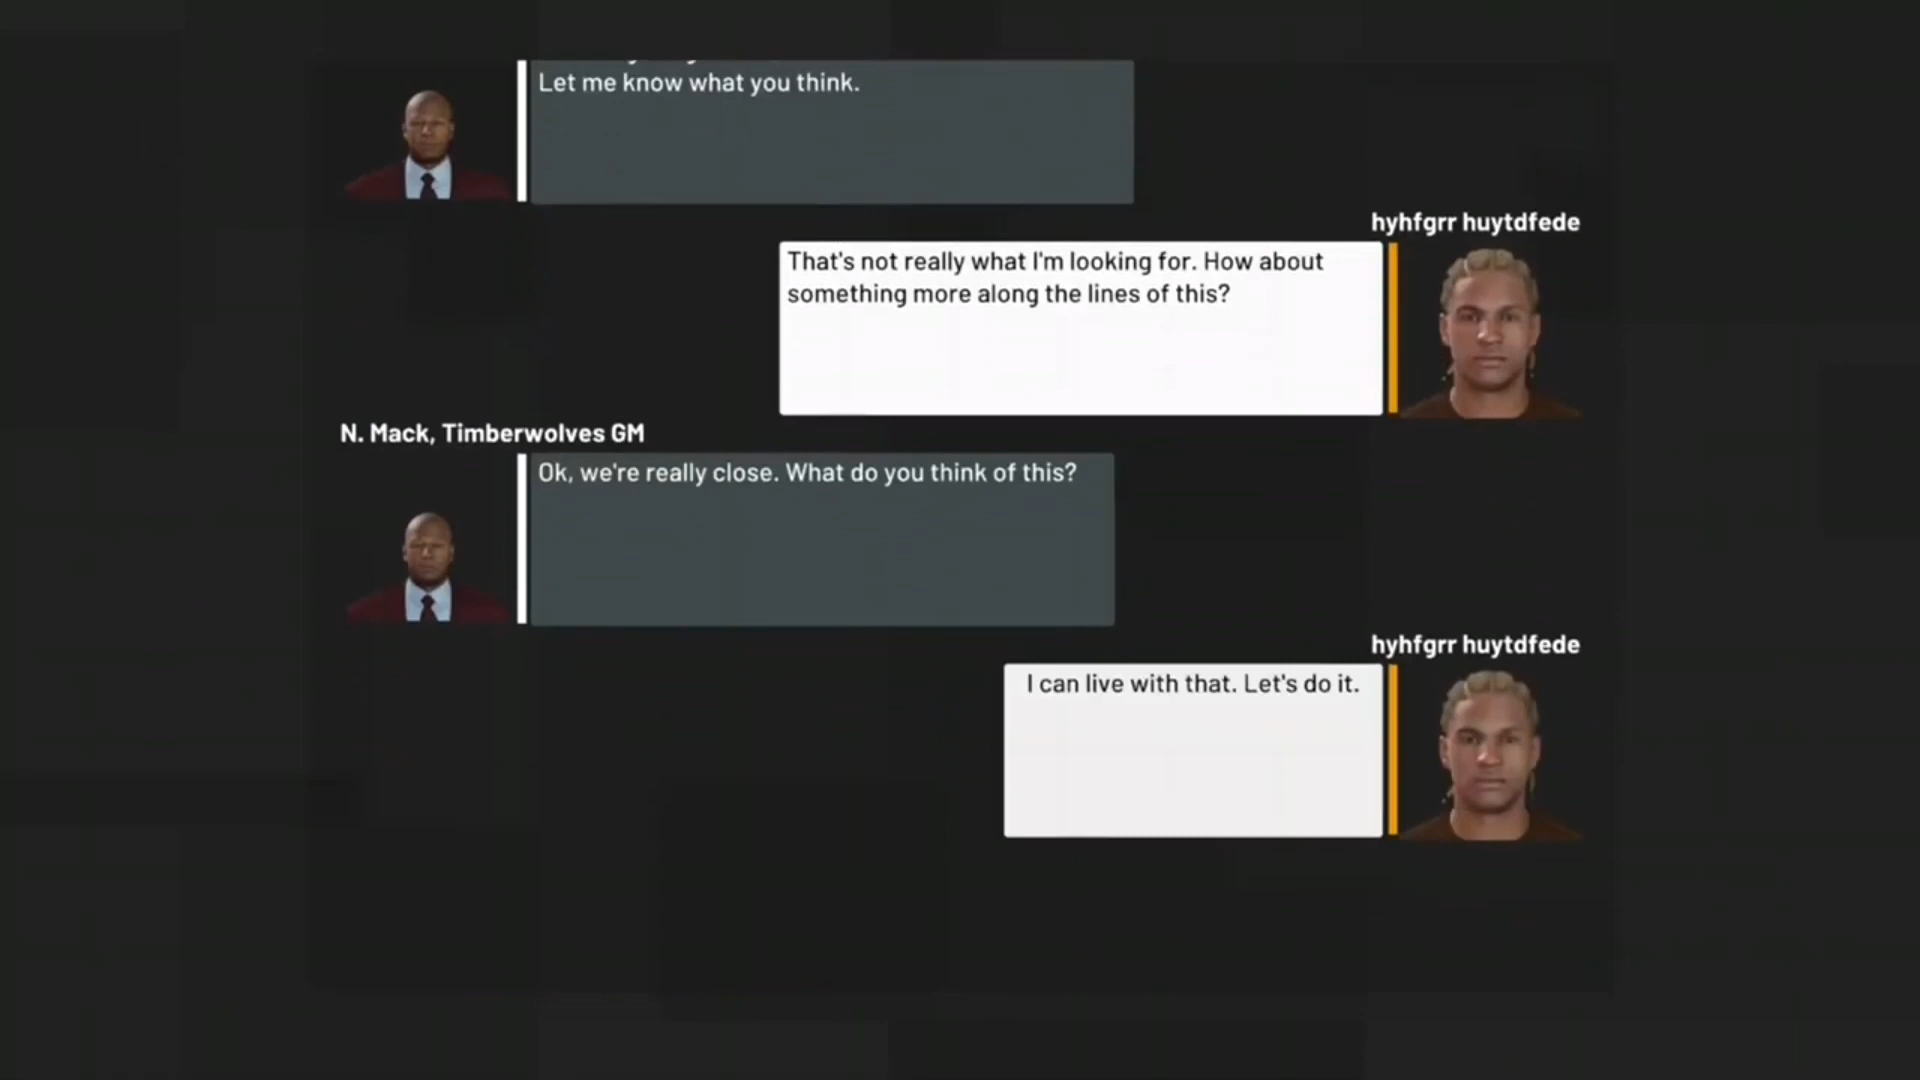 Let me know what you think.
hyhfgrr huytdfede
That's not really what I'm looking for. How about
something more along the lines of this?
N. Mack, Timberwolves GM
Ok, we're really close. What do you think of this?
hyhfgrr huytdfede
I can live with that. Let's do it.